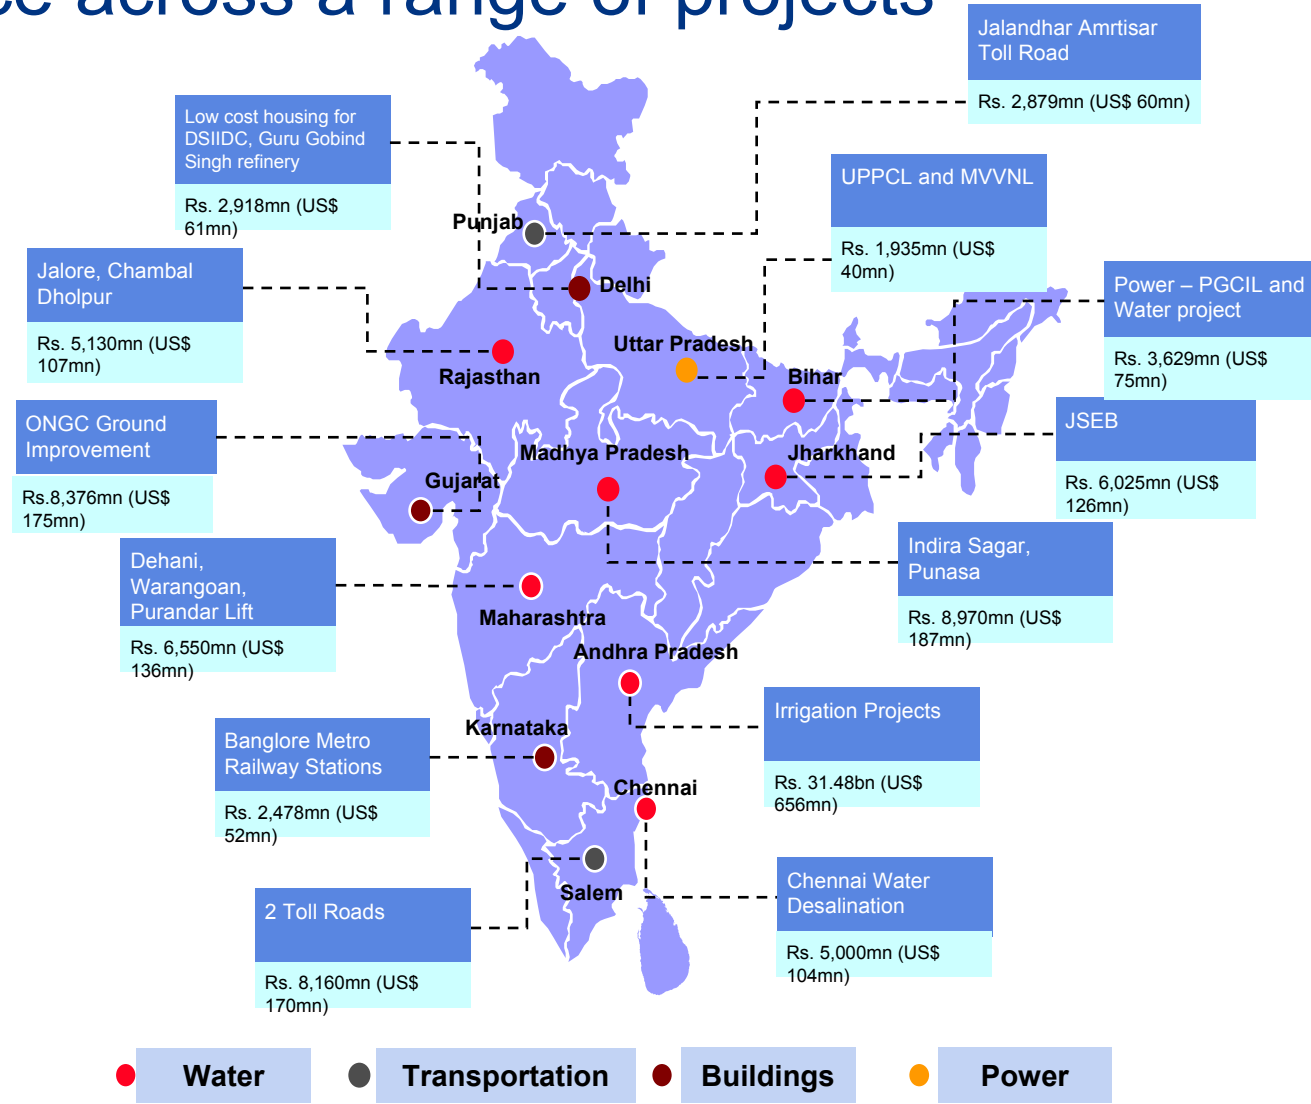 ce across a range of projects
Jalandhar Amrtisar
Toll Road
Rs. 2,879mn (US$ 60mn)
Low cost housing for
DSIIDC, Guru Gobind
Singh refinery
Rs. 2,918mn (US$
61mn)
UPPCL and MVVNL
Rs. 1,935mn (US$
40mn)
Punjab
Jalore, Chambal
Dholpur
Rs. 5,130mn (US$
107mn)
Delhi
Power – PGCIL and
Water project
Rs. 3,629mn (US$
75mn)
Uttar Pradesh
Rajasthan
Bihar
ONGC Ground
Improvement
Rs.8,376mn (US$
175mn)
JSEB
Rs. 6,025mn (US$
126mn)
Madhya Pradesh
Jharkhand
Gujarat
Dehani,
Warangoan,
Purandar Lift
Rs. 6,550mn (US$
136mn)
Indira Sagar,
Punasa
Rs. 8,970mn (US$
187mn)
Maharashtra
Andhra Pradesh
Irrigation Projects
Rs. 31.48bn (US$
656mn)
Karnataka
Banglore Metro
Railway Stations
Rs. 2,478mn (US$
52mn)
Chennai
Chennai Water
Desalination
Rs. 5,000mn (US$
104mn)
Salem
2 Toll Roads
Rs. 8,160mn (US$
170mn)
Water
Transportation
Buildings
Power